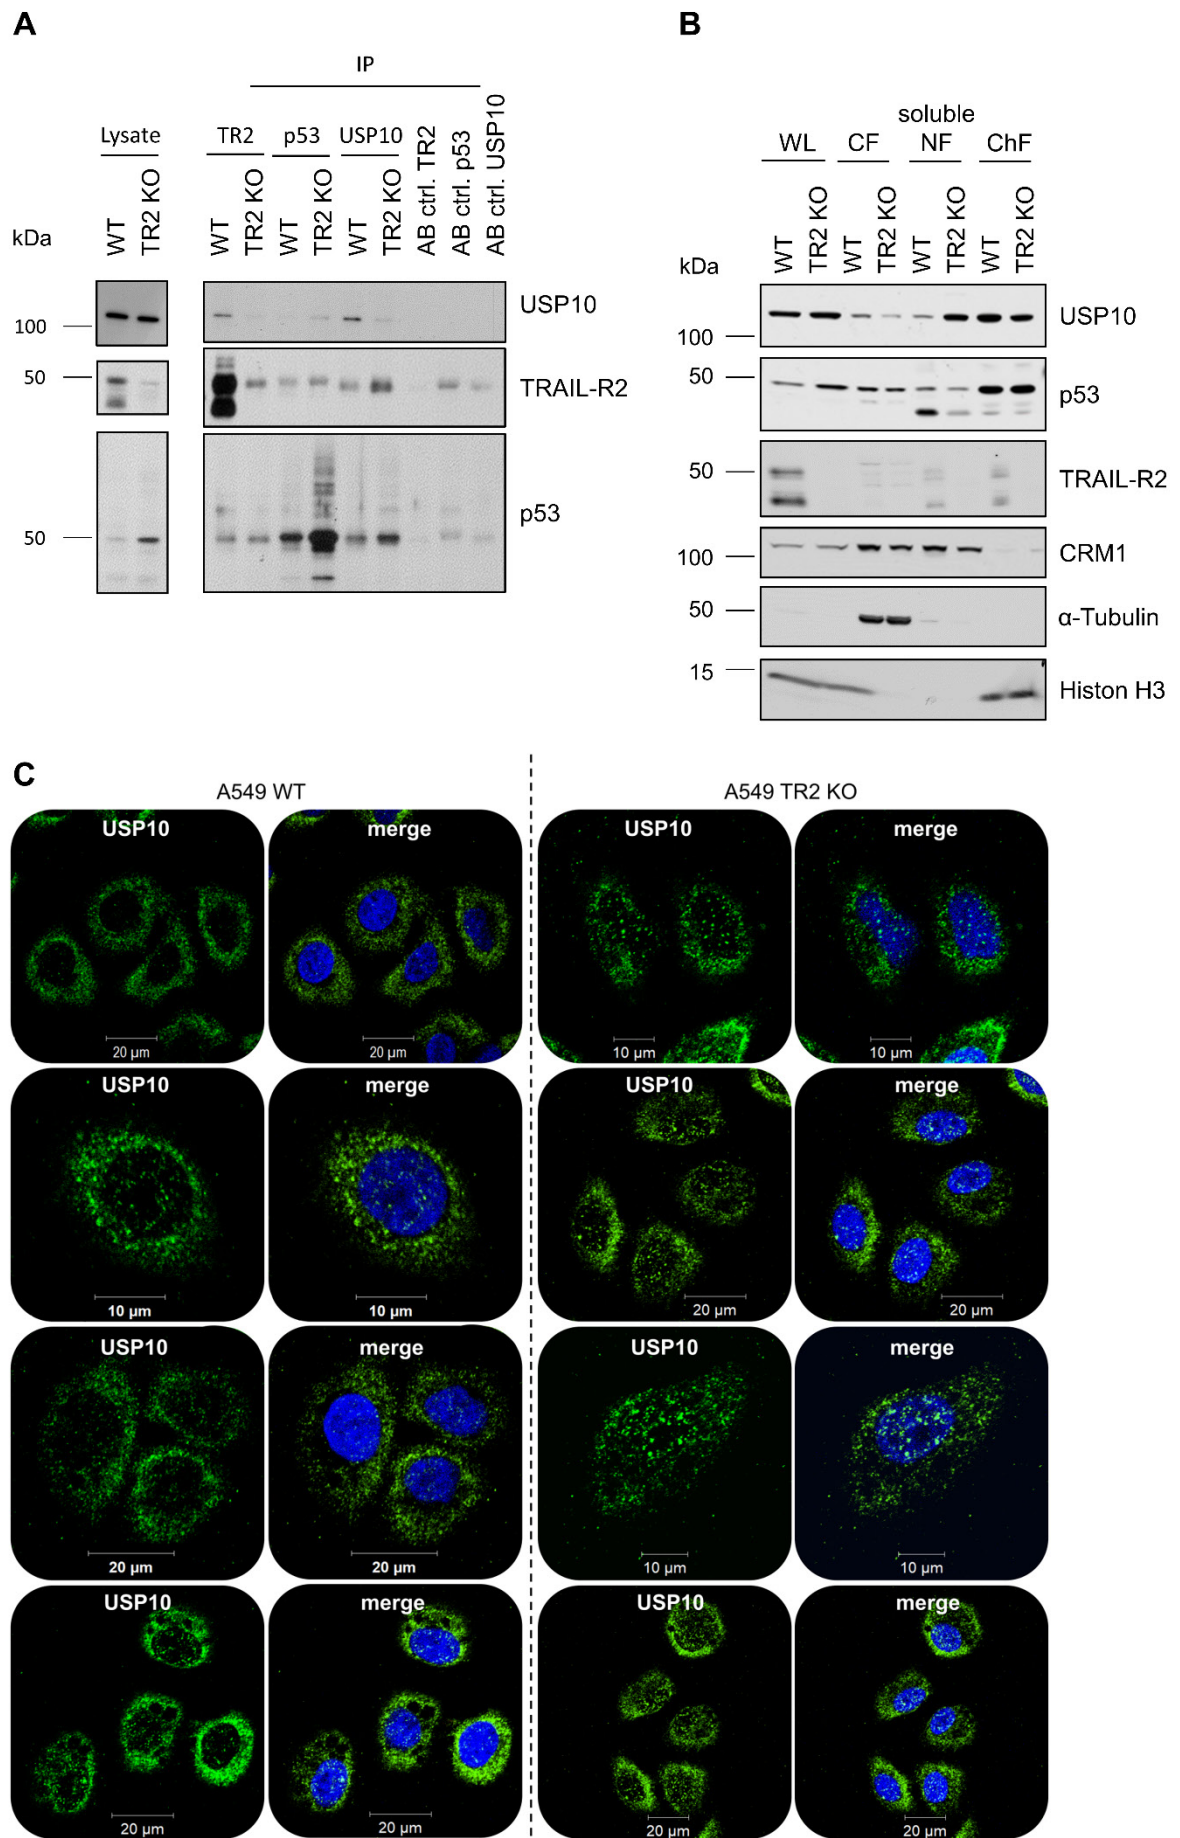 A
IP
Lysate
TR2
p53
USP10
WT
TR2 KO
WT
TR2 KO
WT
TR2 KO
WT
TR2 KO
AB ctrl. TR2
AB ctrl. p53
AB ctrl. USP10
kDa
100
USP10
50
TRAIL-R2
50
p53
B
soluble
WL
CF
NF
ChF
WT
TR2 KO
WT
TR2 KO
WT
TR2 KO
WT
TR2 KO
kDa
100
USP10
50
p53
50
TRAIL-R2
100
CRM1
50
α-Tubulin
15
Histon H3
C
A549 WT
A549 TR2 KO
USP10
merge
USP10
merge
20 µm
20 µm
10 µm
10 µm
USP10
merge
USP10
merge
10 µm
10 µm
20 µm
20 µm
USP10
merge
USP10
merge
20 µm
20 µm
10 µm
10 µm
USP10
merge
USP10
merge
20 µm
20 µm
20 µm
20 µm